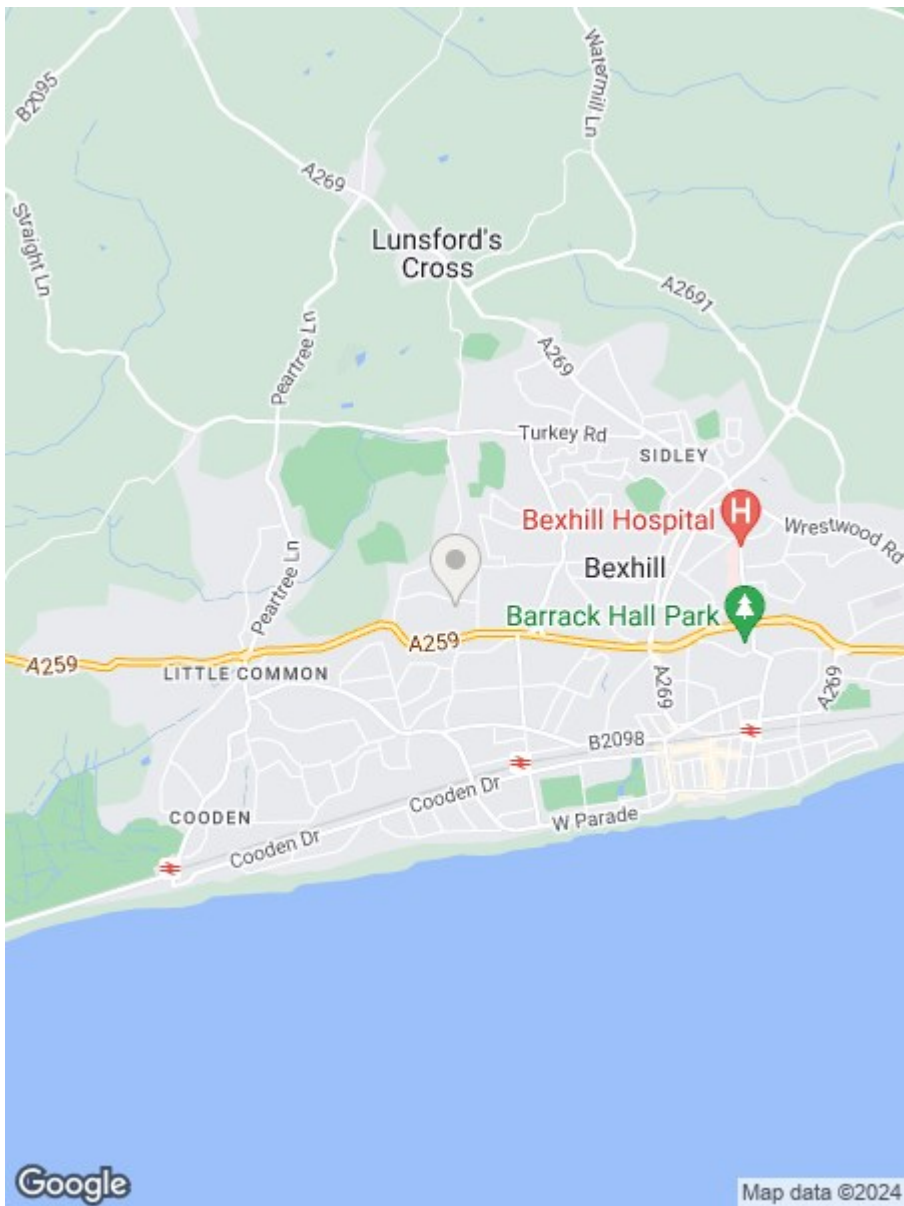 B2095
Watermill Ln
A269
Straight Ln
Lunsford's
Cross
A2691
Peartree Ln
A269
Turkey Rd
SIDLEY
Bexhill Hospital
H
Wrestwood Rd
Bexhill
Peartree Ln
Barrack Hall Park
A259
A259
LITTLE COMMON
A269
A269
B2098
Cooden Dr
COODEN
W Parade
Cooden Dr
Google
Map data ©2024